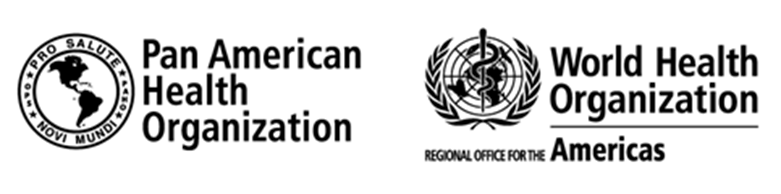 PRO SALUTE
NOVI MUNDI
Pan American
Health
Organization
World Health
Organization
REGIONAL OFFICE FOR THE Americas